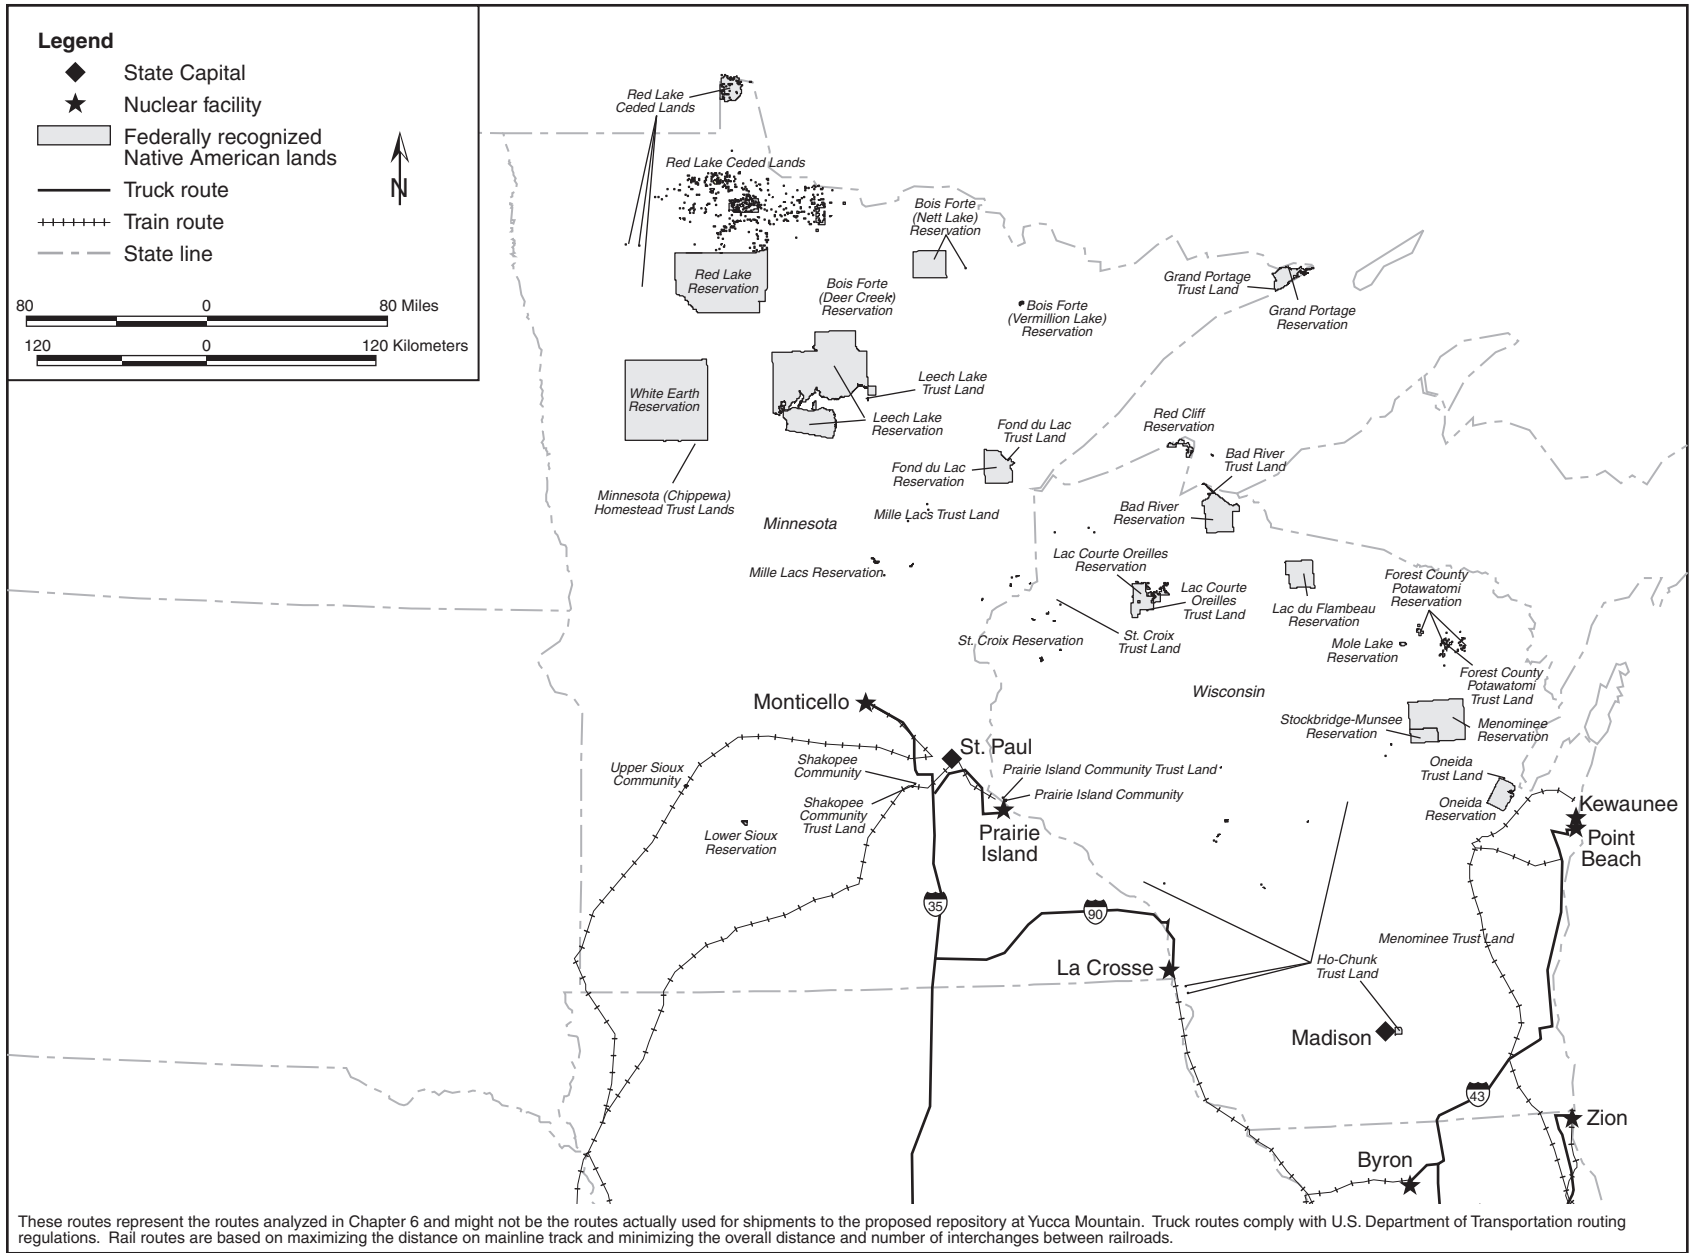 Legend
State Capital
Nuclear facility
Federally recognized
Native American lands
Truck route
Train route
State line
N
80 0 80 Miles
120 0 120 Kilometers
Red Lake
Ceded Lands
Red Lake Ceded Lands
Bois Forte
(Nett Lake)
Reservation
Red Lake
Reservation
Bois Forte
(Deer Creek)
Reservation
Bois Forte
(Vermillion Lake)
Reservation
Grand Portage
Trust Land
Grand Portage
Reservation
White Earth
Reservation
Leech Lake
Trust Land
Leech Lake
Reservation
Fond du Lac
Trust Land
Fond du Lac
Reservation
Red Cliff
Reservation
Bad River
Trust Land
Bad River
Reservation
Minnesota (Chippewa)
Homestead Trust Lands
Minnesota
Mille Lacs Trust Land
Mille Lacs Reservation
Lac Courte Oreilles
Reservation
Lac Courte
Oreilles
Trust Land
Lac du Flambeau
Reservation
Forest County
Potawatomi
Reservation
St. Croix Reservation
St. Croix
Trust Land
Mole Lake
Reservation
Forest County
Potawatomi
Trust Land
Wisconsin
Stockbridge-Munsee
Reservation
Menominee
Reservation
Monticello
St. Paul
Upper Sioux
Community
Shakopee
Community
Shakopee
Community
Trust Land
Lower Sioux
Reservation
Prairie Island Community Trust Land
Prairie Island Community
Prairie
Island
Oneida
Trust Land
Oneida
Reservation
Kewaunee
Point
Beach
35
90
La Crosse
Menominee Trust Land
Ho-Chunk
Trust Land
Madison
43
Zion
Byron
These routes represent the routes analyzed in Chapter 6 and might not be the routes actually used for shipments to the proposed repository at Yucca Mountain. Truck routes comply with U.S. Department of Transportation routing
regulations. Rail routes are based on maximizing the distance on mainline track and minimizing the overall distance and number of interchanges between railroads.